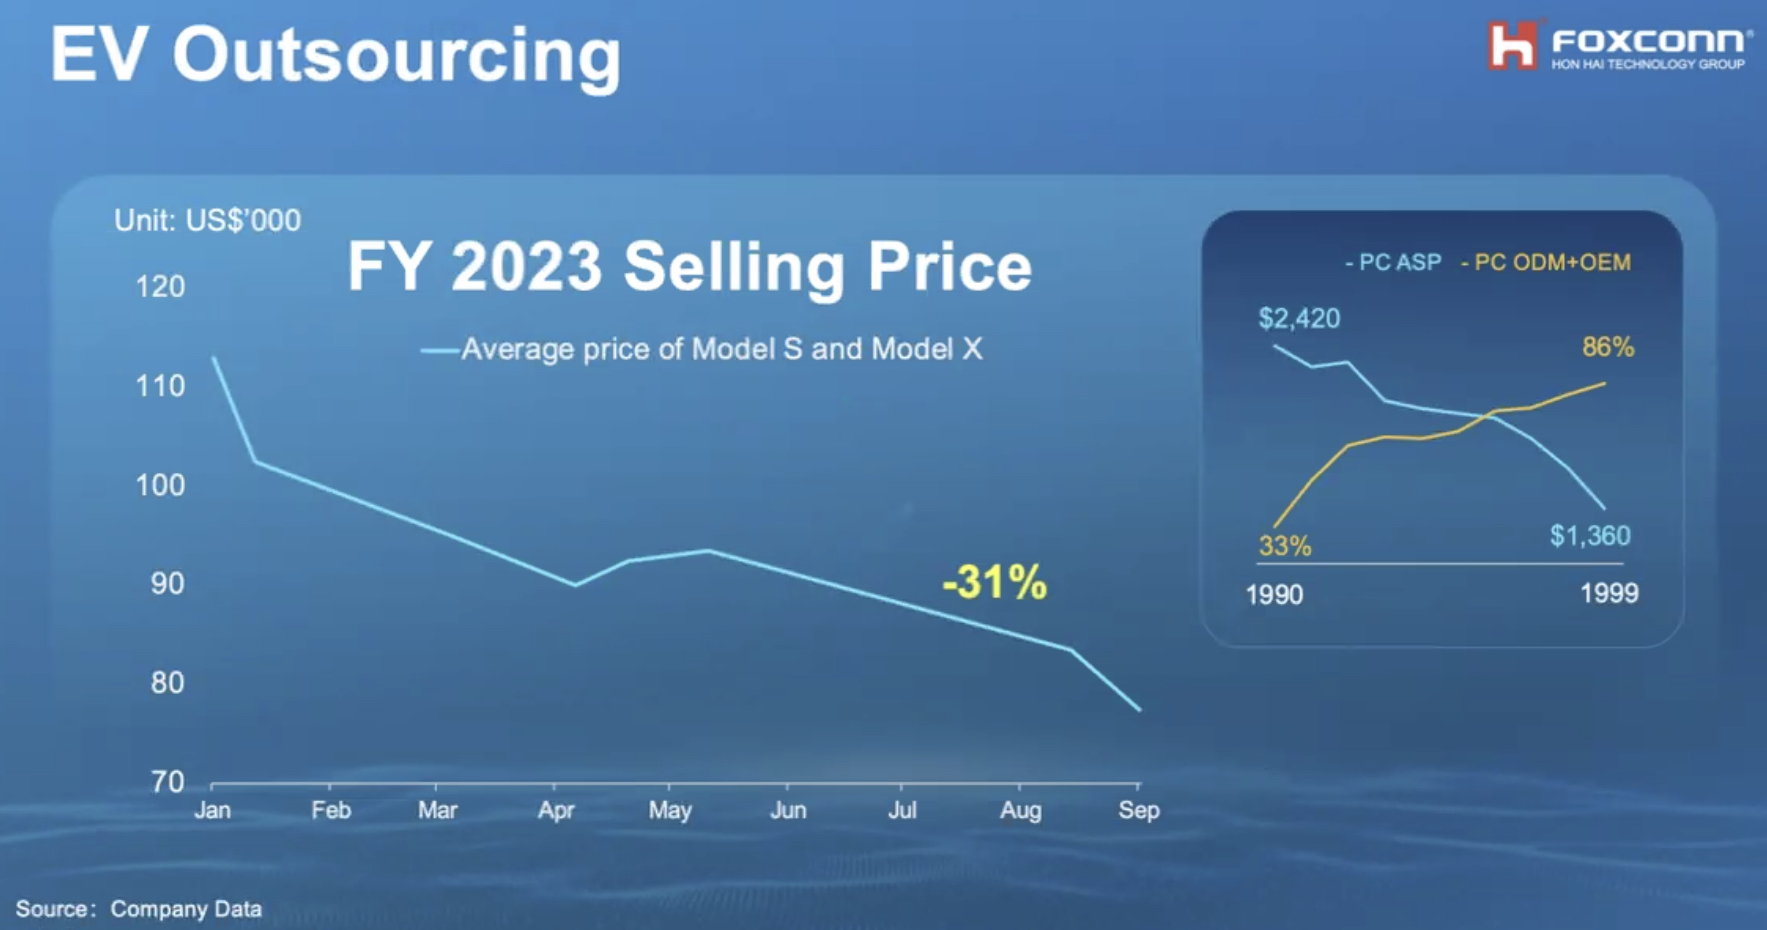 EV Outsourcing
FOXCONN®
HON HAI TECHNOLOGY GROUP
Unit: US$’000
FY 2023 Selling Price
Average price of Model S and Model X
120
110
100
90
80
70
-31%
Jan Feb Mar Apr May Jun Jul Aug Sep
- PC ASP - PC ODM+OEM
$2,420
86%
33%
$1,360
1990 1999
Source: Company Data